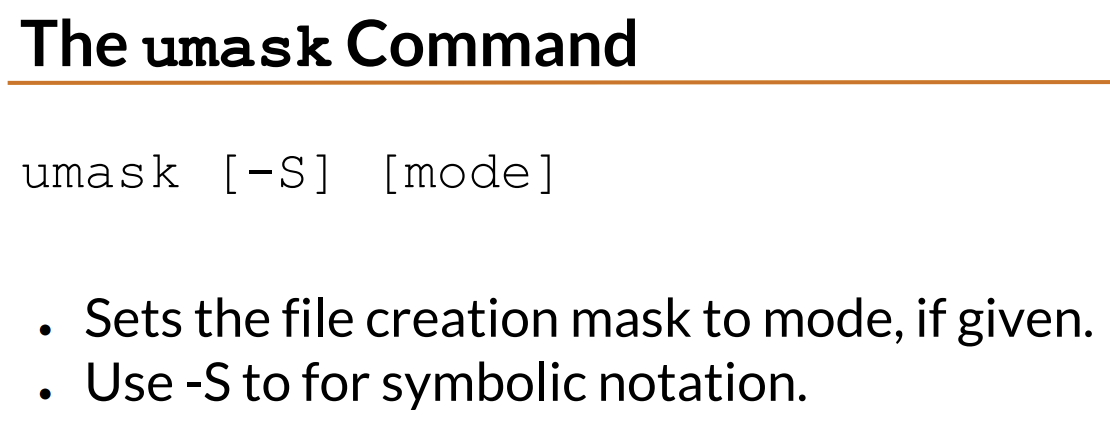 The umask Command
umask [-S] [mode]
• Sets the file creation mask to mode, if given.
• Use -S to for symbolic notation.